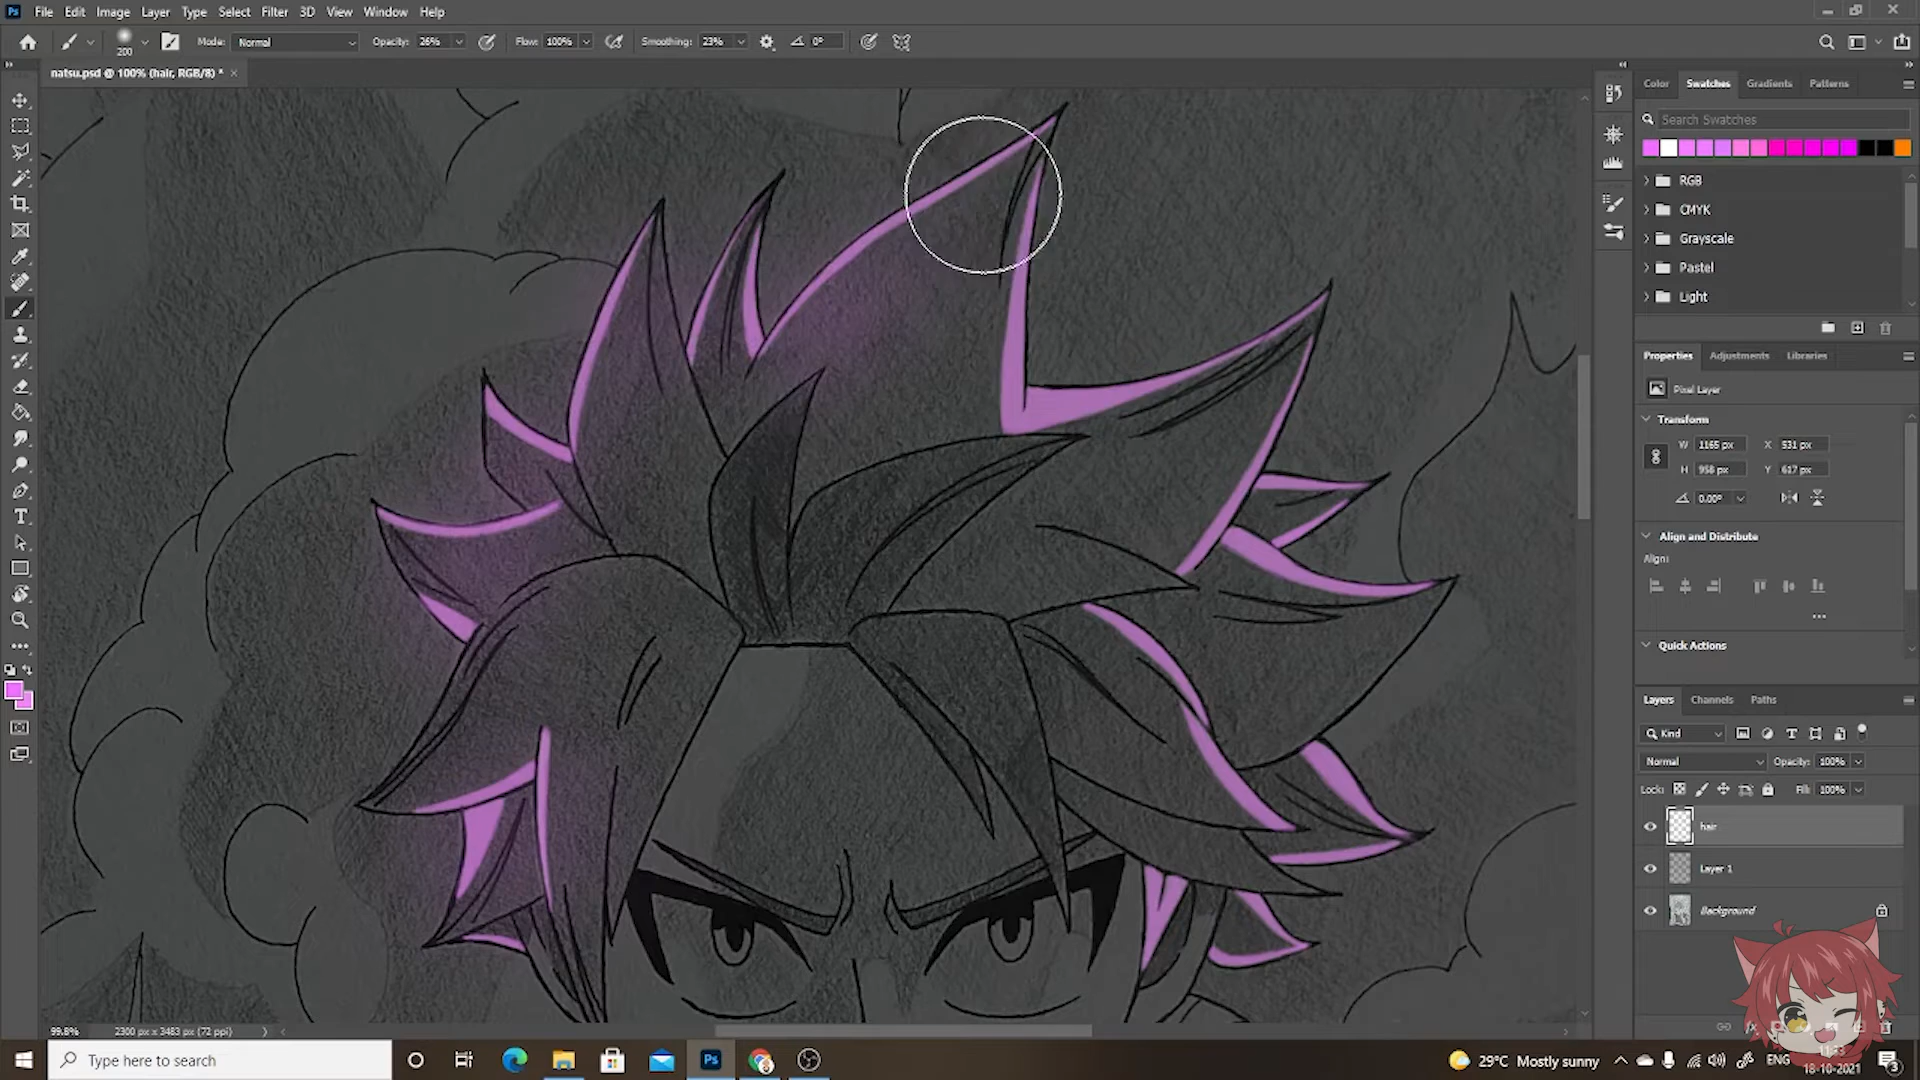 Ps File Edit Image Layer Type Select Filter 3D View Window Help
200 Mode: Normal Opacity: 26% Flow: 100% Smoothing: 23% 0°
natsu.psd @ 100% (hair, RGB/8) *
Color Swatches Gradients Patterns
Search Swatches
RGB
CMYK
Grayscale
Pastel
Light
Properties Adjustments Libraries
Pixel Layer
Transform
W 1165 px X 531 px
H 958 px Y 617 px
0.00°
Align and Distribute
Align:
Quick Actions
Layers Channels Paths
Kind
Normal Opacity: 100%
Lock: Fill: 100%
hair
Layer 1
Background
99.8% 2300 px x 3483 px (72 ppi)
Type here to search
Ps
29°C Mostly sunny ENG
18-10-2021
3